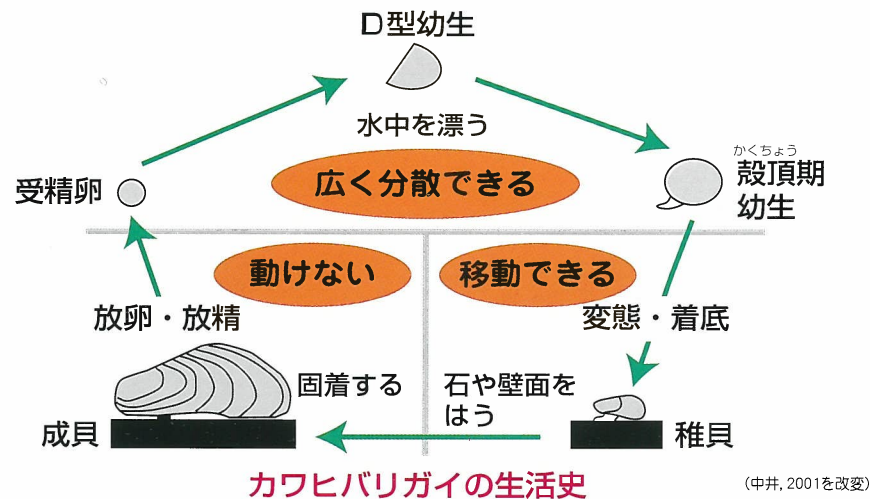 D型幼生
水中を漂う
広く分散できる
受精卵
かくちょう
殻頂期
幼生
動けない
移動できる
放卵・放精
変態・着底
固着する
石や壁面を
はう
成貝
稚貝
カワヒバリガイの生活史
(中井, 2001を改変)